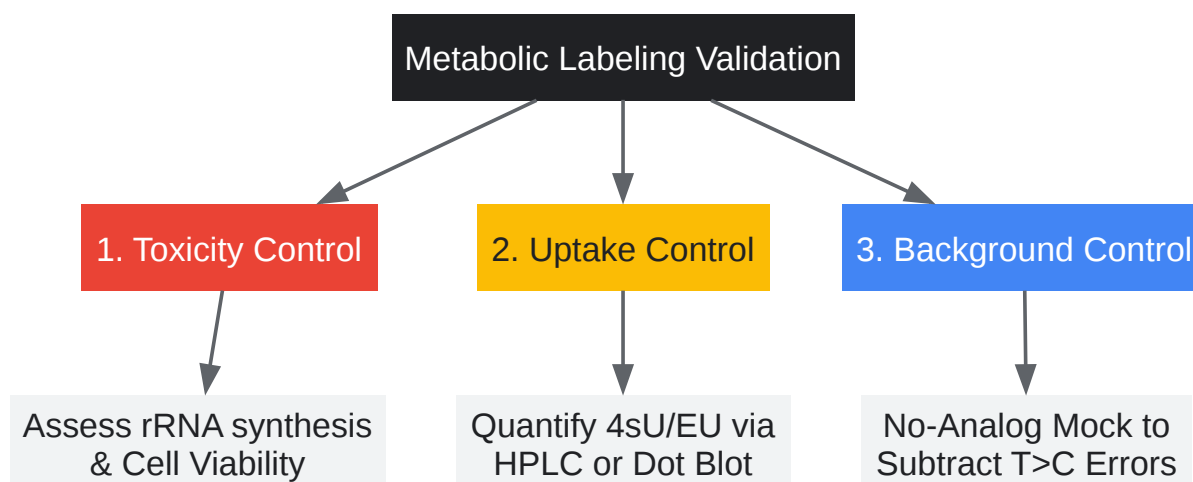 Metabolic Labeling Validation
1. Toxicity Control
2. Uptake Control
3. Background Control
Assess rRNA synthesis
& Cell Viability
Quantify 4sU/EU via
HPLC or Dot Blot
No-Analog Mock to
Subtract T>C Errors